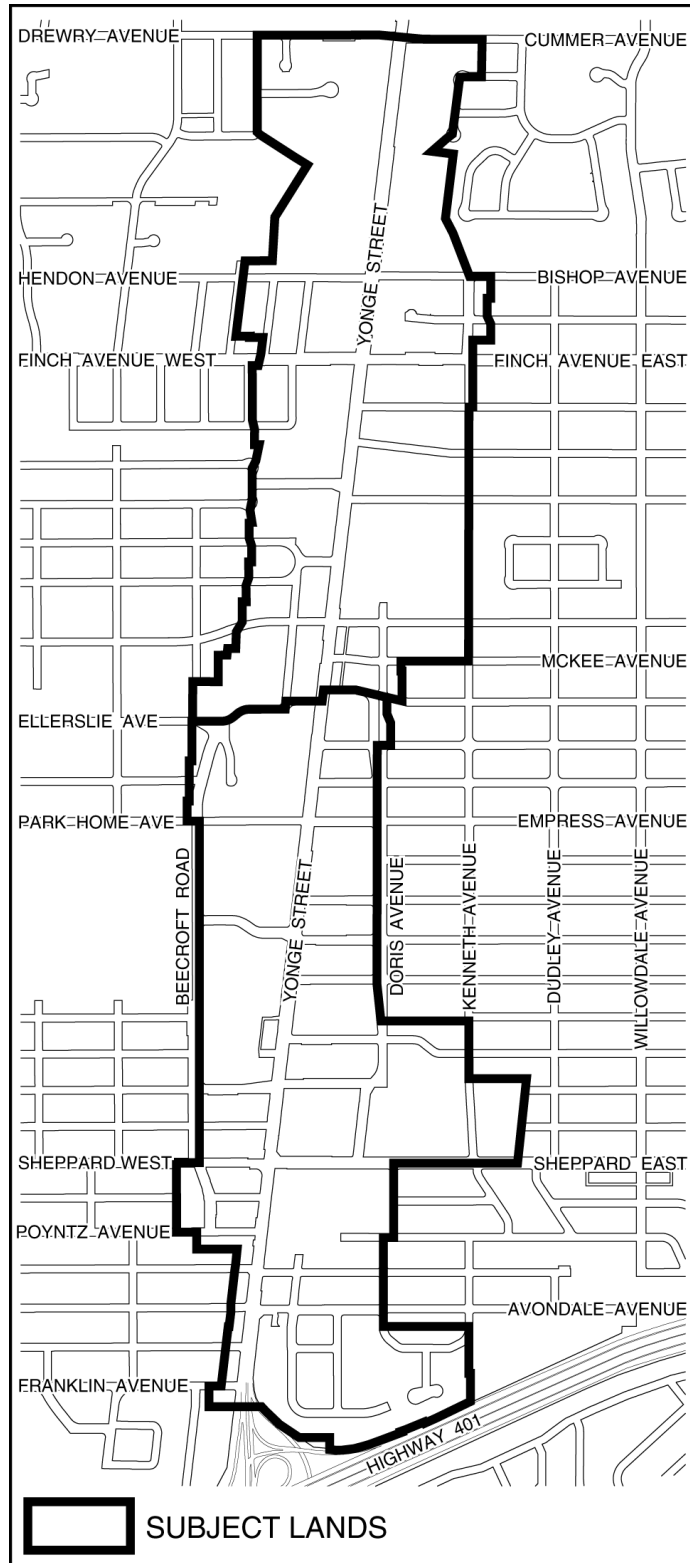 DREWRY AVENUE
CUMMER AVENUE
YONGE STREET
HENDON AVENUE
BISHOP AVENUE
FINCH AVENUE WEST
FINCH AVENUE EAST
MCKEE AVENUE
ELLERSLIE AVE
PARK HOME AVE
EMPRESS AVENUE
BEECROFT ROAD
YONGE STREET
DORIS AVENUE
KENNETH AVENUE
DUDLEY AVENUE
WILLOWDALE AVENUE
SHEPPARD WEST
SHEPPARD EAST
POYNTZ AVENUE
AVONDALE AVENUE
FRANKLIN AVENUE
HIGHWAY 401
SUBJECT LANDS